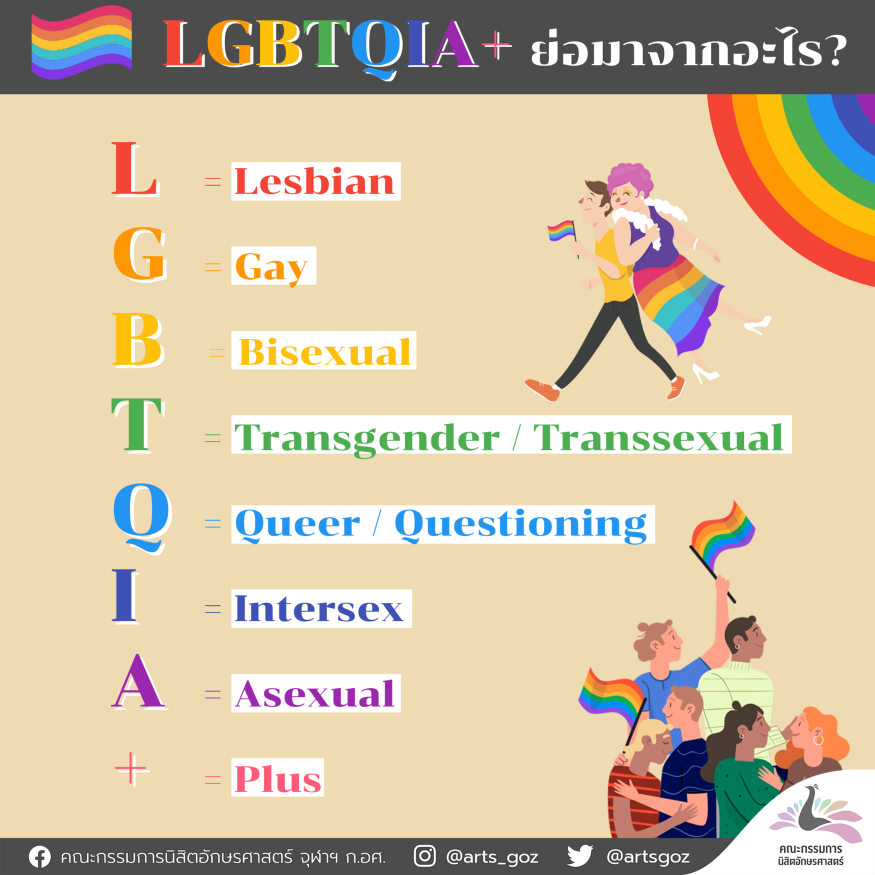 LGBTQIA+ ย่อมาจากอะไร?
L = Lesbian
G = Gay
B = Bisexual
T = Transgender / Transsexual
Q = Queer / Questioning
I = Intersex
A = Asexual
+ = Plus
คณะกรรมการ
นิสิตอักษรศาสตร์
คณะกรรมการนิสิตอักษรศาสตร์ จุฬาฯ ก.อศ. @arts_goz @artsgoz